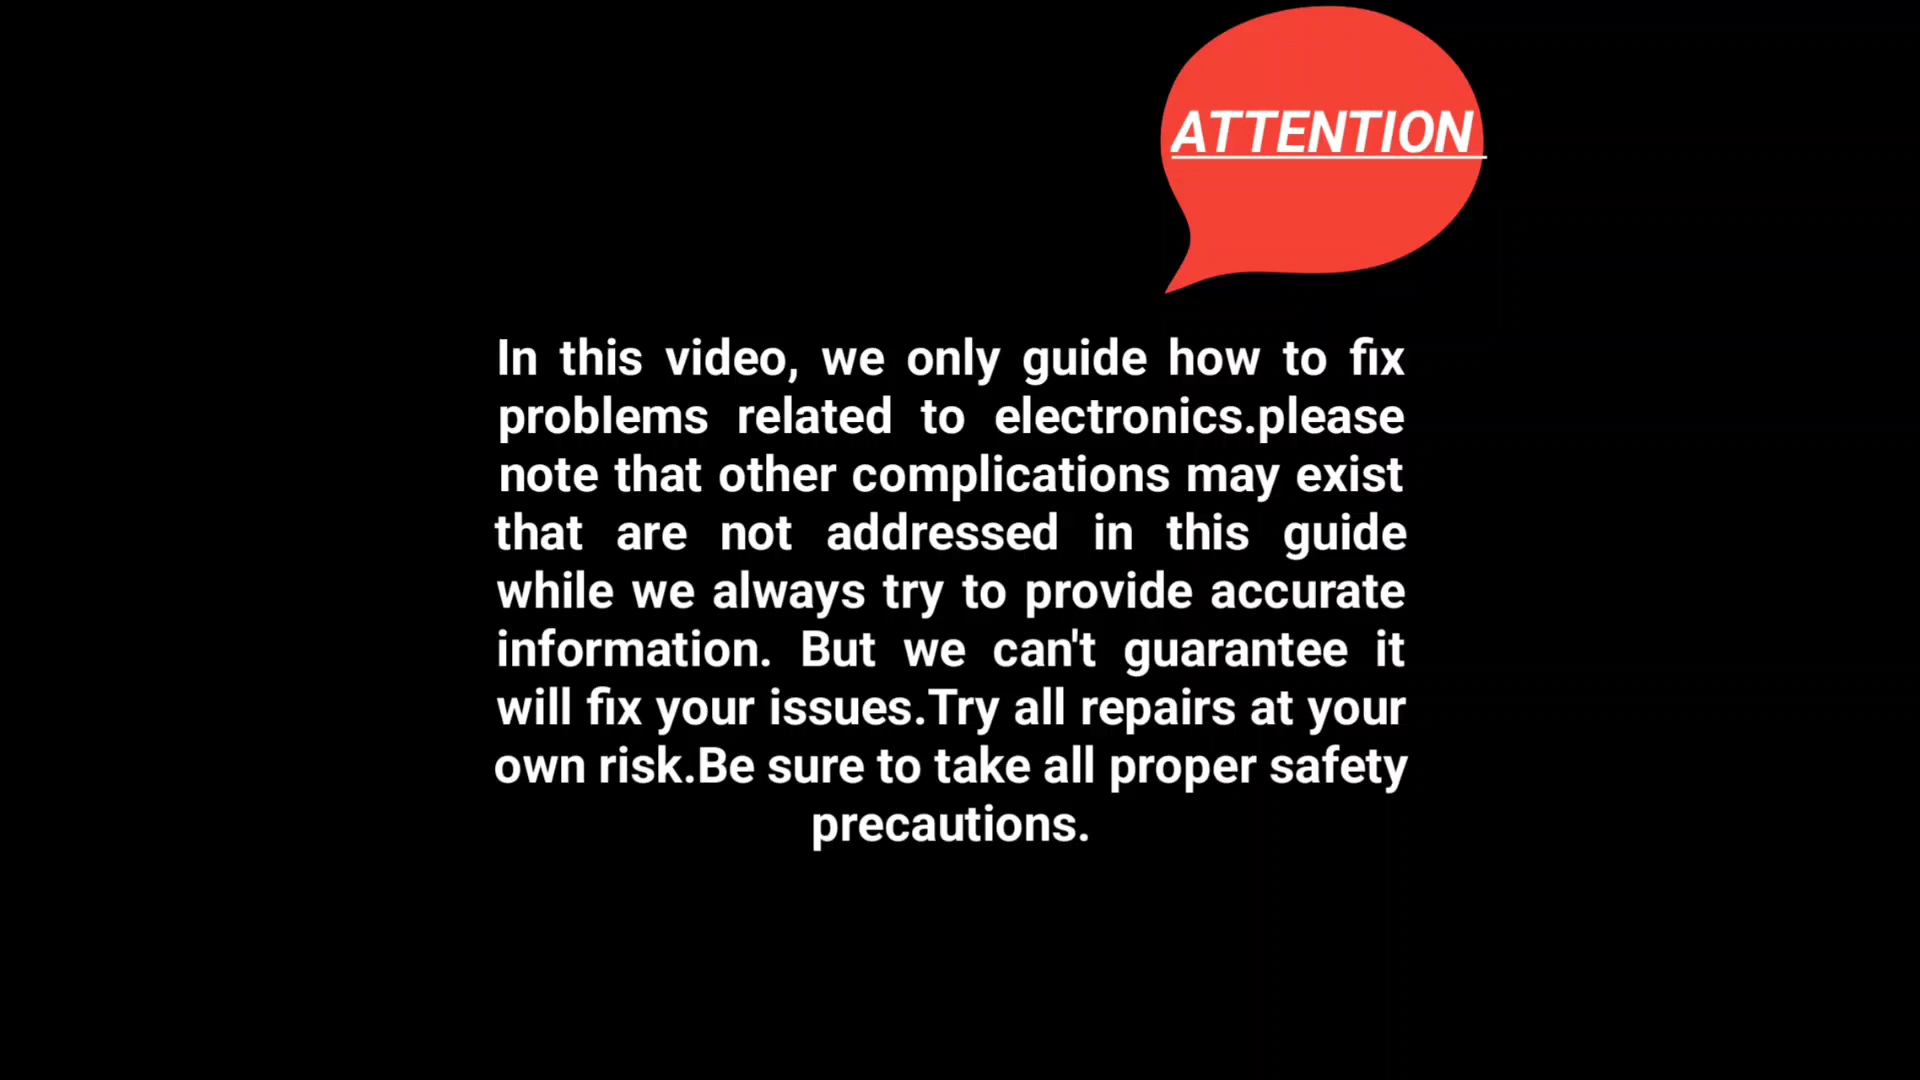 ATTENTION
In this video, we only guide how to fix
problems related to electronics.please
note that other complications may exist
that are not addressed in this guide
while we always try to provide accurate
information. But we can't guarantee it
will fix your issues.Try all repairs at your
own risk.Be sure to take all proper safety
precautions.